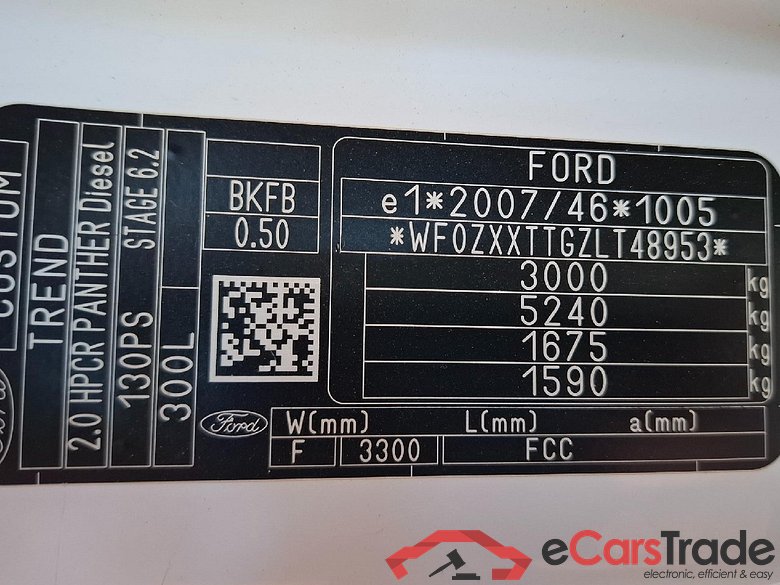 CUSTOM
TREND
2.0 HPCR PANTHER Diesel
130PS STAGE 6.2
300L
BKFB
0.50
FORD
e1*2007/46*1005
*WF0ZXXTTGZLT48953*
3000 kg
5240 kg
1675 kg
1590 kg
Ford
Ford
W(mm) L(mm) a(mm)
F 3300 FCC
eCarsTrade
electronic, efficient & easy